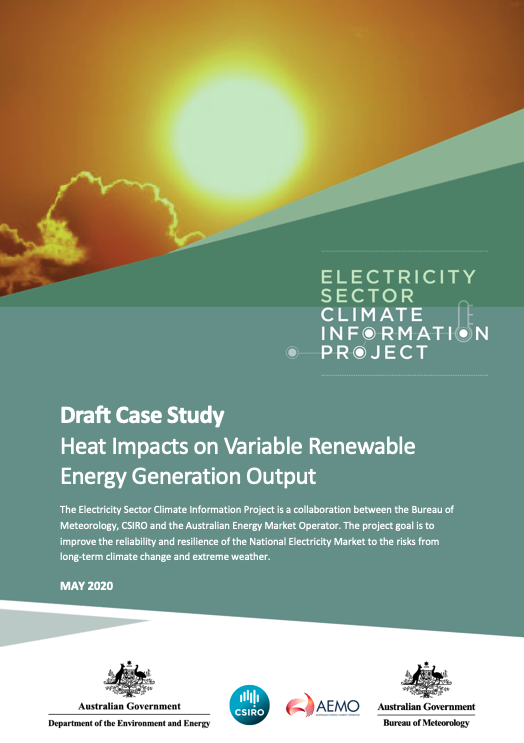 ELECTRICITY
SECTOR
CLIMATE
INFORMATION
PROJECT
Draft Case Study
Heat Impacts on Variable Renewable
Energy Generation Output
The Electricity Sector Climate Information Project is a collaboration between the Bureau of
Meteorology, CSIRO and the Australian Energy Market Operator. The project goal is to
improve the reliability and resilience of the National Electricity Market to the risks from
long-term climate change and extreme weather.
MAY 2020
Australian Government
Department of the Environment and Energy
CSIRO
AEMO
Australian Government
Bureau of Meteorology